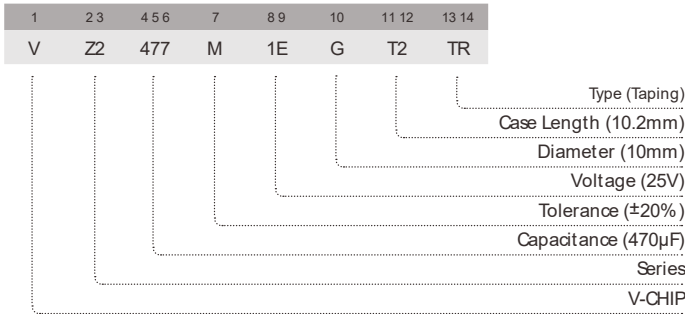 1 2 3 4 5 6 7 8 9 10 11 12 13 14
V Z2 477 M 1E G T2 TR
Type (Taping)
Case Length (10.2mm)
Diameter (10mm)
Voltage (25V)
Tolerance (±20%)
Capacitance (470µF)
Series
V-CHIP